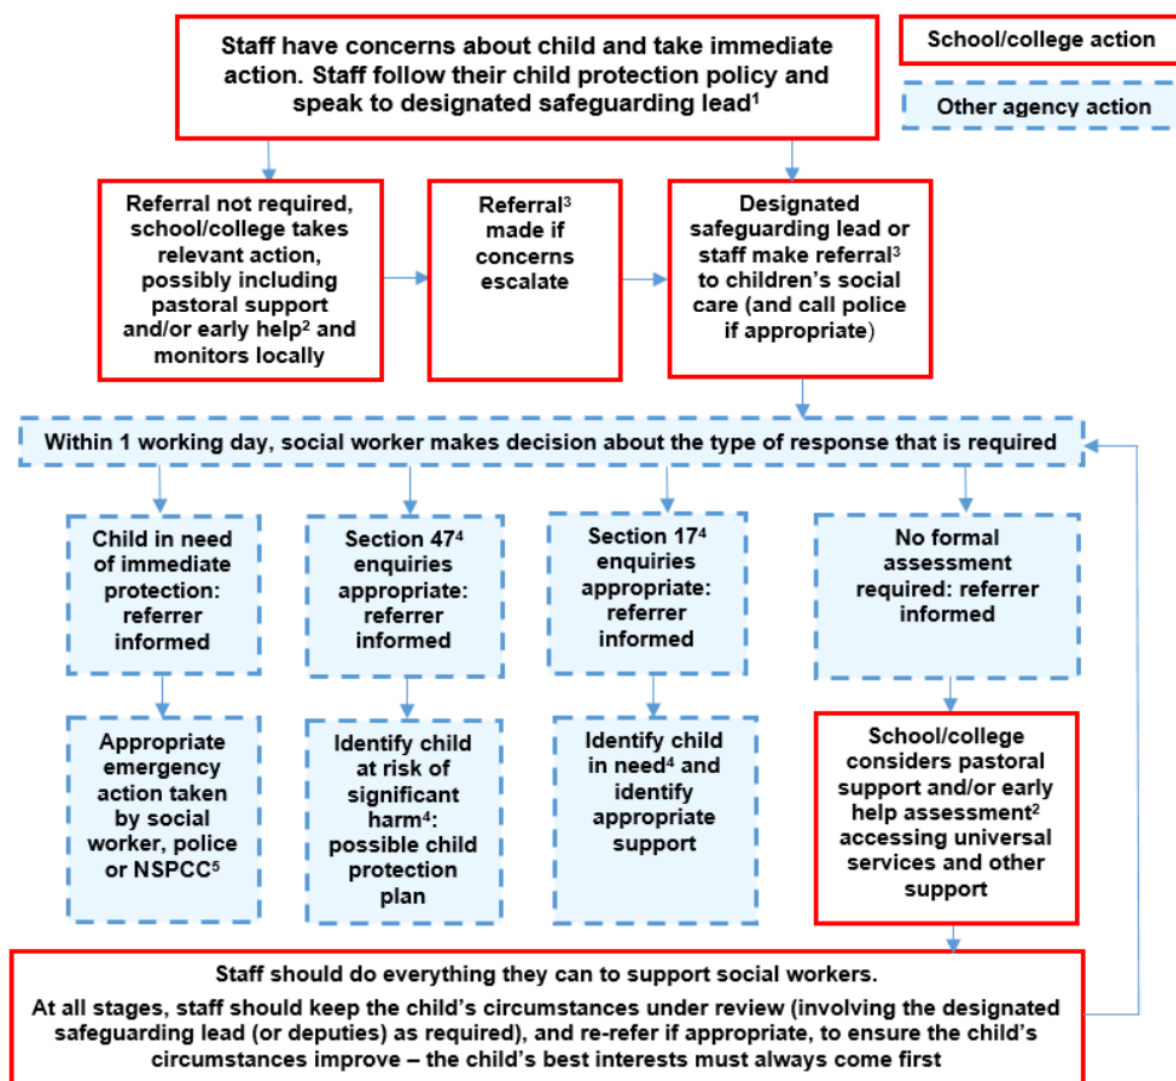 Staff have concerns about child and take immediate
action. Staff follow their child protection policy and
speak to designated safeguarding lead¹
School/college action
Other agency action
Referral not required,
school/college takes
relevant action,
possibly including
pastoral support
and/or early help² and
monitors locally
Referral³
made if
concerns
escalate
Designated
safeguarding lead or
staff make referral³
to children's social
care (and call police
if appropriate)
Within 1 working day, social worker makes decision about the type of response that is required
Child in need
of immediate
protection:
referrer
informed
Section 47⁴
enquiries
appropriate:
referrer
informed
Section 17⁴
enquiries
appropriate:
referrer
informed
No formal
assessment
required: referrer
informed
Appropriate
emergency
action taken
by social
worker, police
or NSPCC⁵
Identify child
at risk of
significant
harm⁴:
possible child
protection
plan
Identify child
in need⁴ and
identify
appropriate
support
School/college
considers pastoral
support and/or early
help assessment²
accessing universal
services and other
support
Staff should do everything they can to support social workers.
At all stages, staff should keep the child's circumstances under review (involving the designated
safeguarding lead (or deputies) as required), and re-refer if appropriate, to ensure the child's
circumstances improve – the child's best interests must always come first